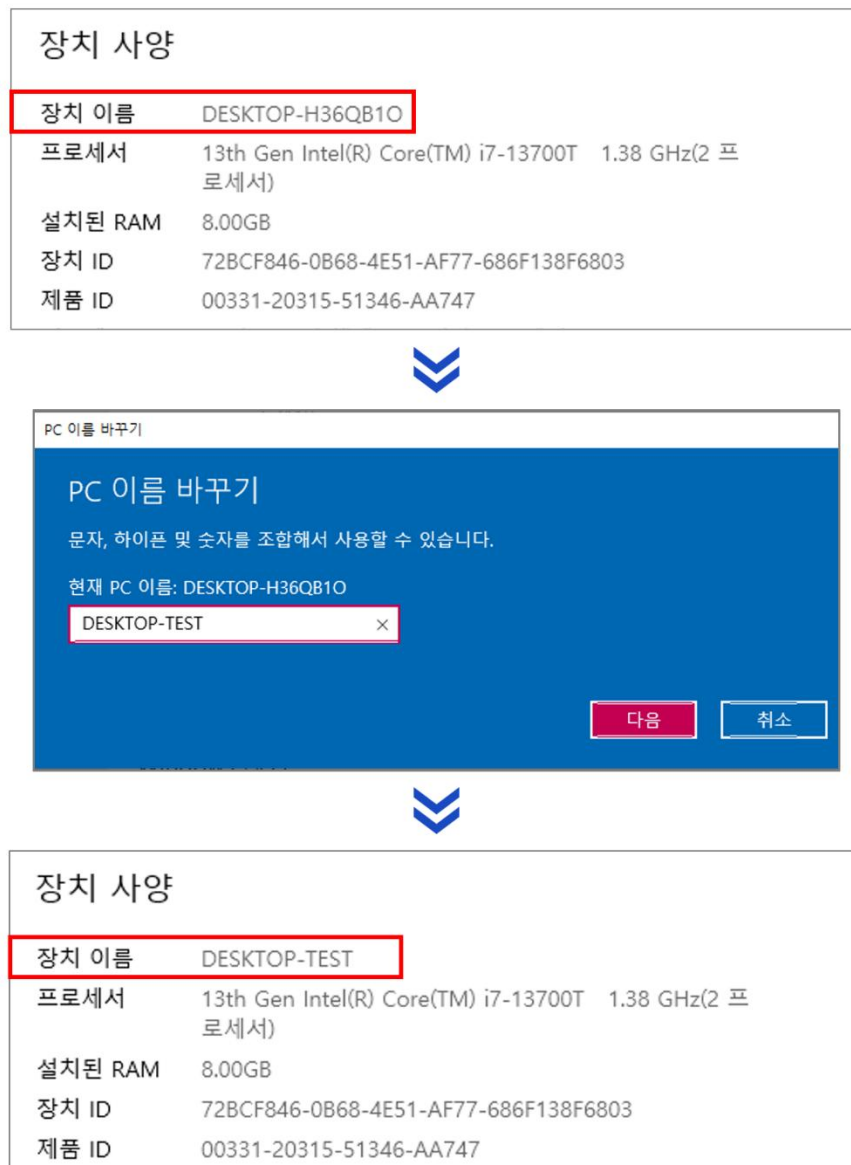 장치 사양
장치 이름 DESKTOP-H36QB1O
프로세서 13th Gen Intel(R) Core(TM) i7-13700T 1.38 GHz(2 프
로세서)
설치된 RAM 8.00GB
장치 ID 72BCF846-0B68-4E51-AF77-686F138F6803
제품 ID 00331-20315-51346-AA747
PC 이름 바꾸기
PC 이름 바꾸기
문자, 하이픈 및 숫자를 조합해서 사용할 수 있습니다.
현재 PC 이름: DESKTOP-H36QB1O
DESKTOP-TEST
다음 취소
장치 사양
장치 이름 DESKTOP-TEST
프로세서 13th Gen Intel(R) Core(TM) i7-13700T 1.38 GHz(2 프
로세서)
설치된 RAM 8.00GB
장치 ID 72BCF846-0B68-4E51-AF77-686F138F6803
제품 ID 00331-20315-51346-AA747